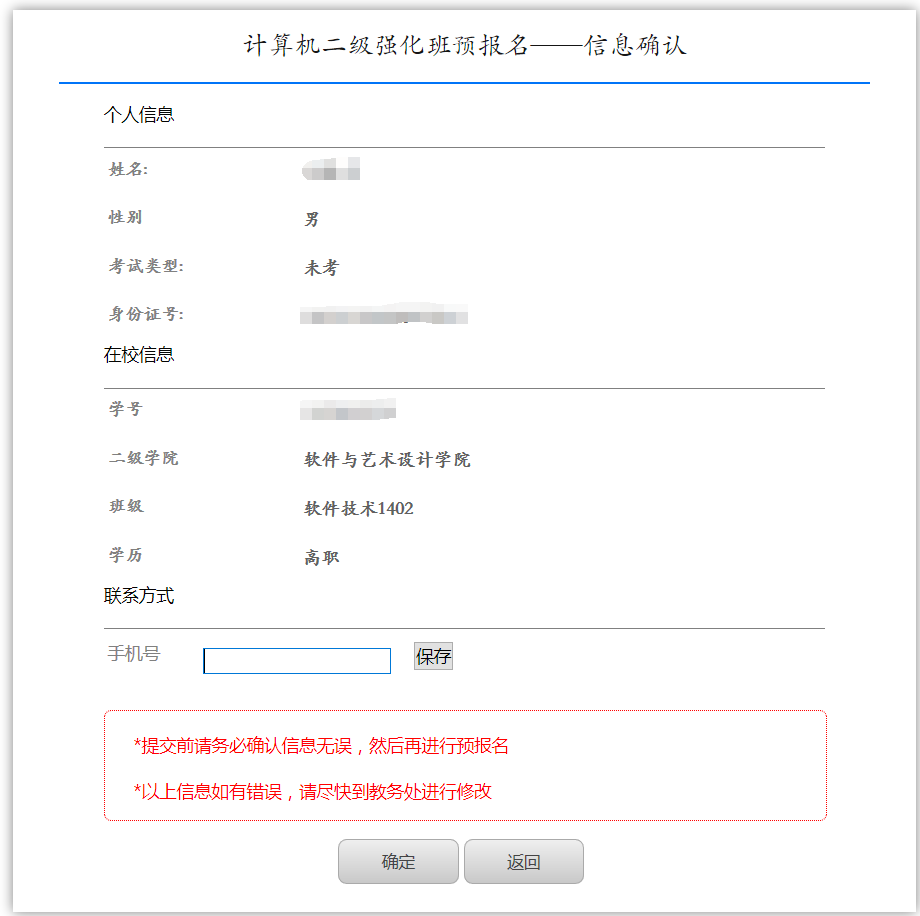 计算机二级强化班预报名——信息确认
个人信息
姓名:
性别 男
考试类型: 未考
身份证号:
在校信息
学号
二级学院 软件与艺术设计学院
班级 软件技术1402
学历 高职
联系方式
手机号 保存
*提交前请务必确认信息无误，然后再进行预报名
*以上信息如有错误，请尽快到教务处进行修改
确定 返回